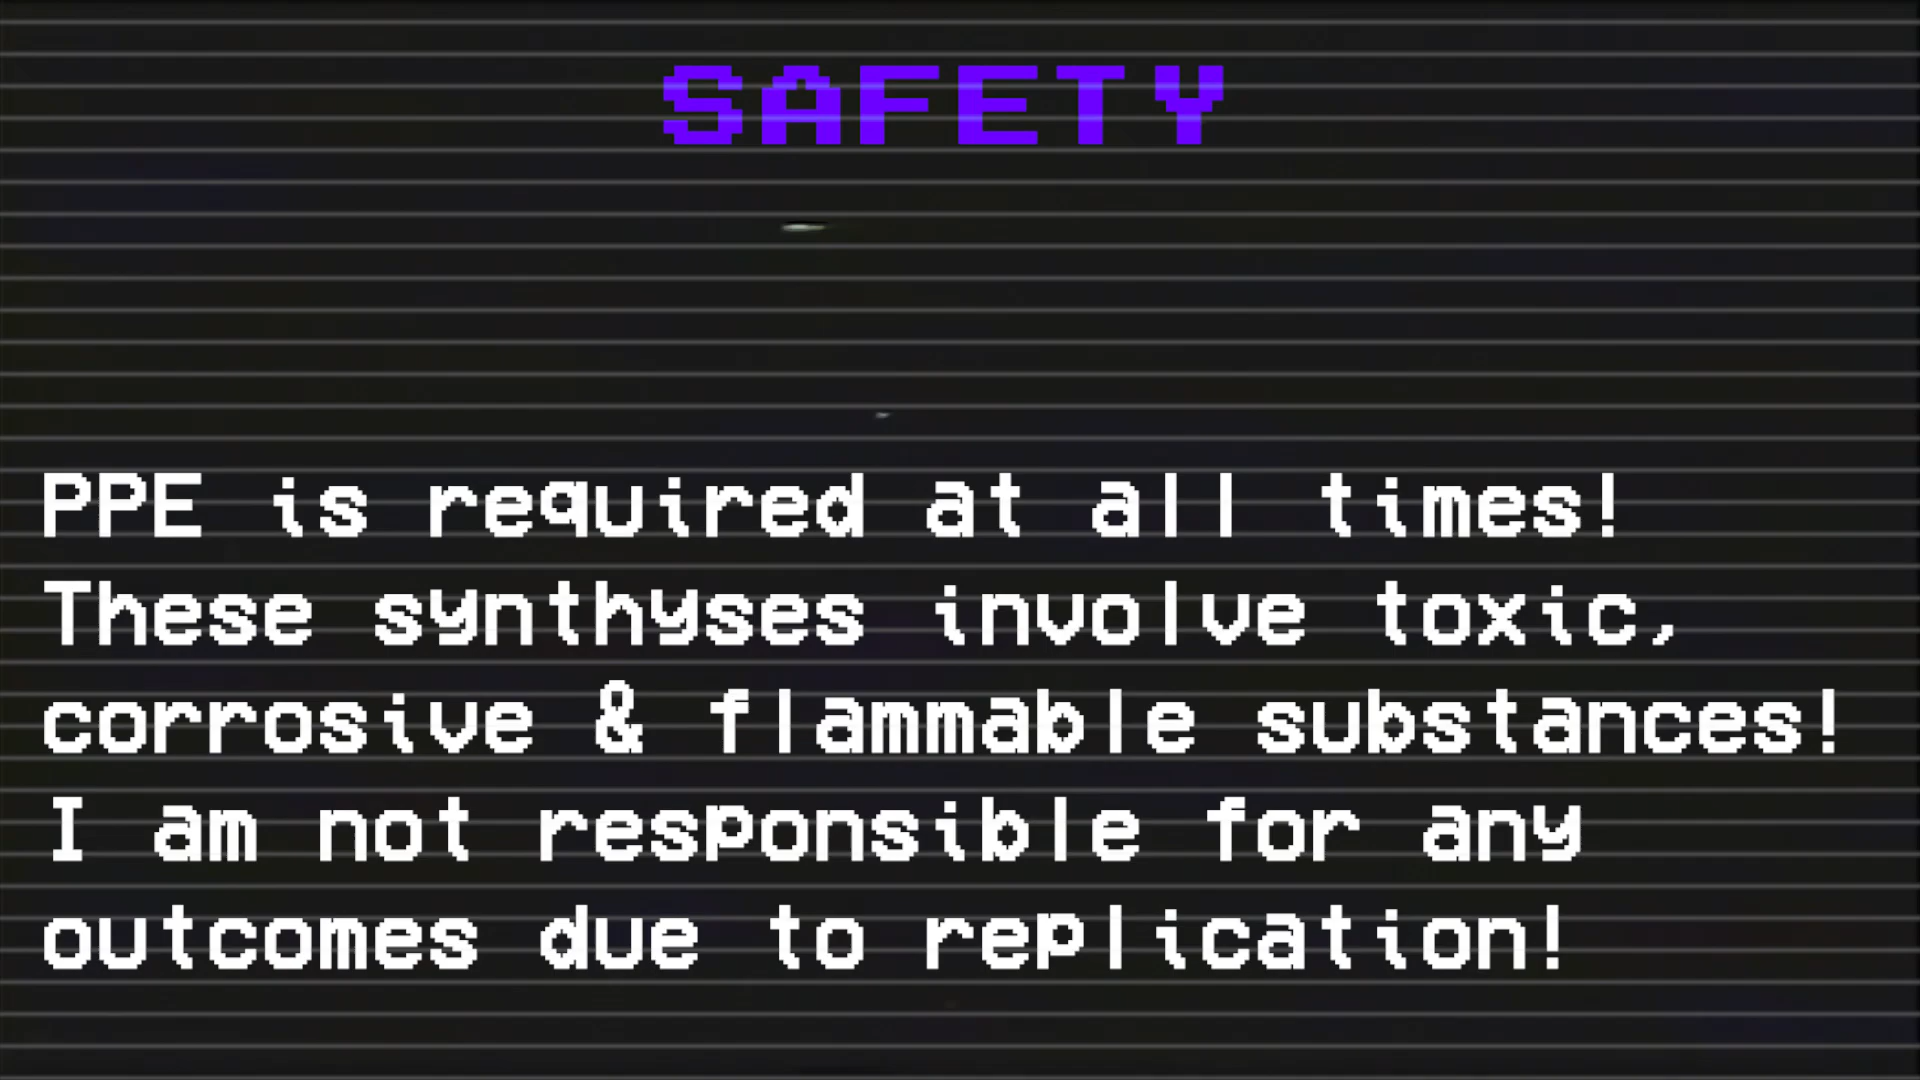 SAFETY
PPE is required at all times!
These synthyses involve toxic,
corrosive & flammable substances!
I am not responsible for any
outcomes due to replication!